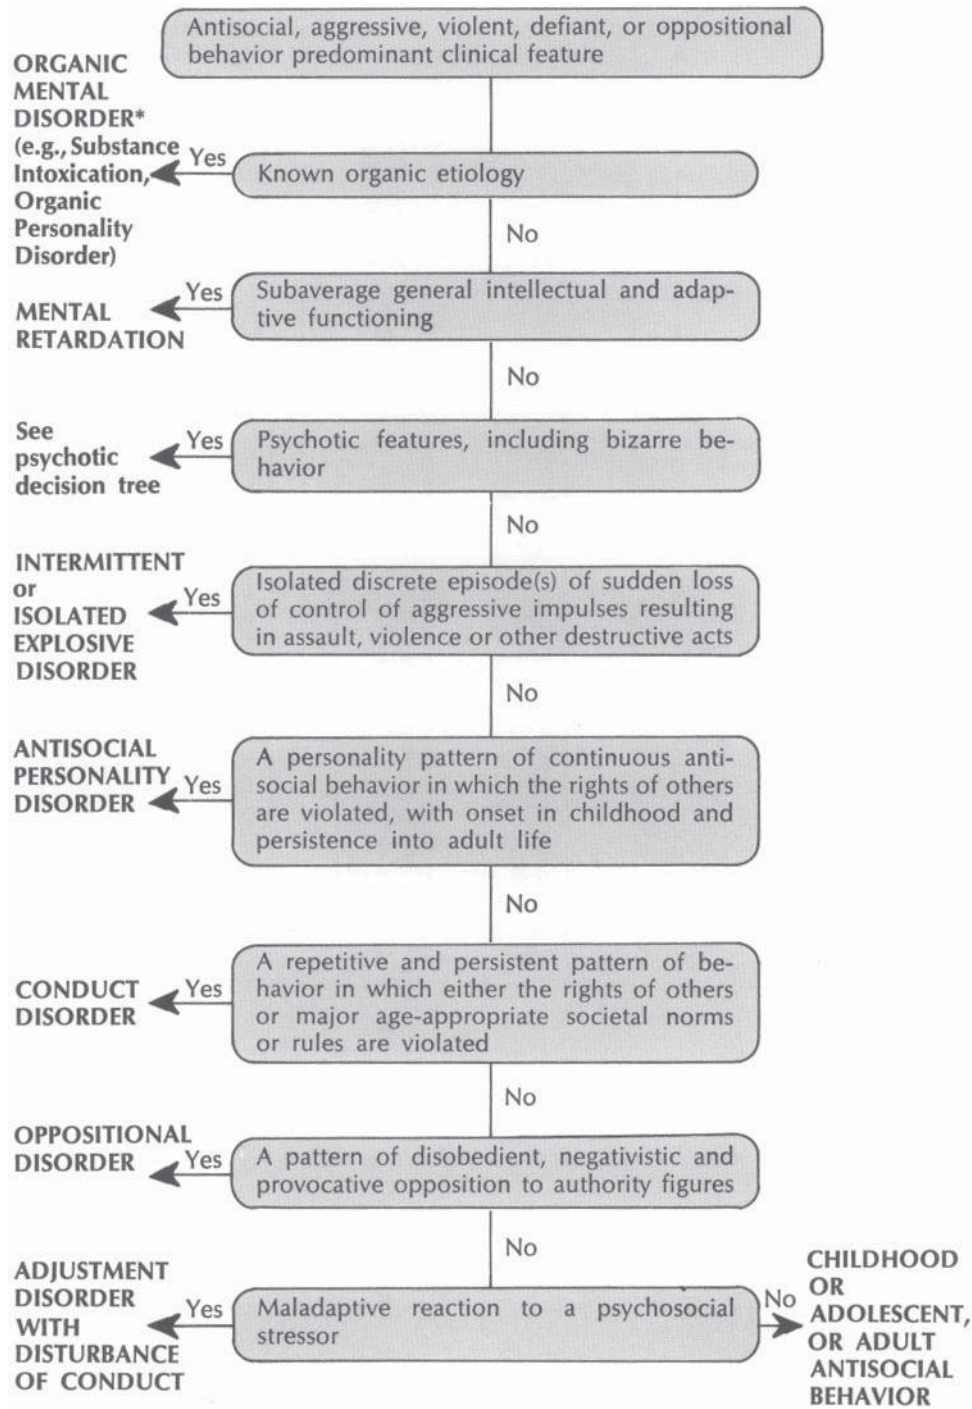 Antisocial, aggressive, violent, defiant, or oppositional
behavior predominant clinical feature
ORGANIC
MENTAL
DISORDER*
(e.g., Substance
Intoxication,
Organic
Personality
Disorder)
Yes
Known organic etiology
No
MENTAL
RETARDATION
Yes
Subaverage general intellectual and adap-
tive functioning
No
See
psychotic
decision tree
Yes
Psychotic features, including bizarre be-
havior
No
INTERMITTENT
or
ISOLATED
EXPLOSIVE
DISORDER
Yes
Isolated discrete episode(s) of sudden loss
of control of aggressive impulses resulting
in assault, violence or other destructive acts
No
ANTISOCIAL
PERSONALITY
DISORDER
Yes
A personality pattern of continuous anti-
social behavior in which the rights of others
are violated, with onset in childhood and
persistence into adult life
No
CONDUCT
DISORDER
Yes
A repetitive and persistent pattern of be-
havior in which either the rights of others
or major age-appropriate societal norms
or rules are violated
No
OPPOSITIONAL
DISORDER
Yes
A pattern of disobedient, negativistic and
provocative opposition to authority figures
No
ADJUSTMENT
DISORDER
WITH
DISTURBANCE
OF CONDUCT
Yes
Maladaptive reaction to a psychosocial
stressor
No
CHILDHOOD
OR
ADOLESCENT,
OR ADULT
ANTISOCIAL
BEHAVIOR